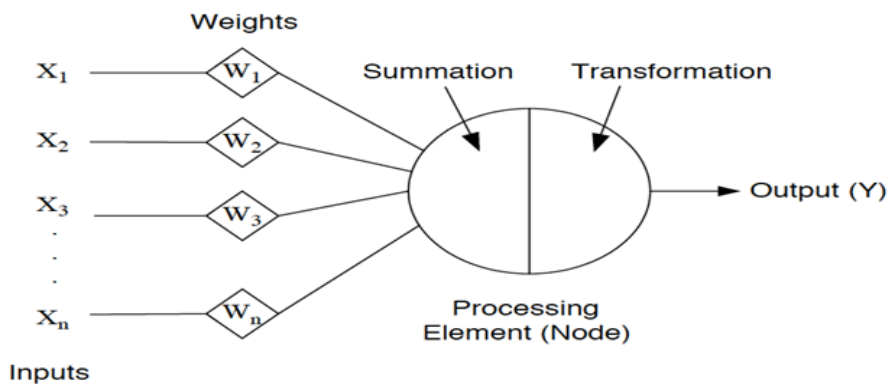 Weights
X1
W1
Summation
Transformation
X2
W2
X3
W3
Output (Y)
.
.
.
Xn
Wn
Processing
Element (Node)
Inputs